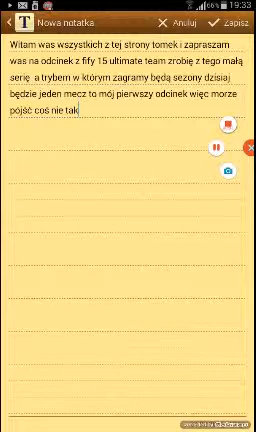 66% 19:33
T Nowa notatka Anuluj Zapisz
Witam was wszystkich z tej strony tomek i zapraszam
was na odcinek z fify 15 ultimate team zrobię z tego małą
serię a trybem w którym zagramy będą sezony dzisiaj
będzie jeden mecz to mój pierwszy odcinek więc morze
pójść coś nie tak